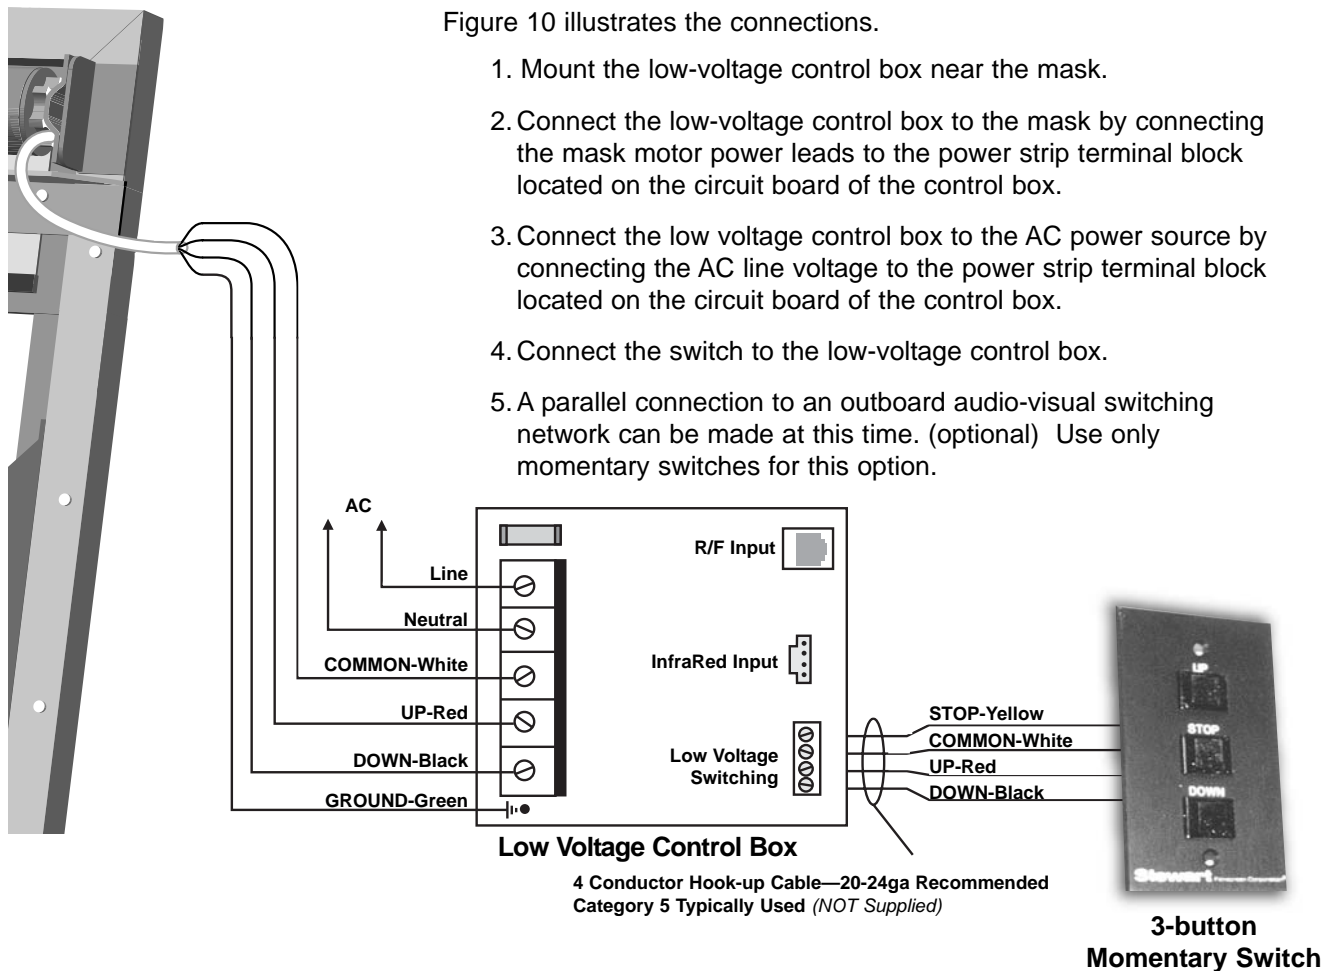 Figure 10 illustrates the connections.
1. Mount the low-voltage control box near the mask.
2. Connect the low-voltage control box to the mask by connecting
the mask motor power leads to the power strip terminal block
located on the circuit board of the control box.
3. Connect the low voltage control box to the AC power source by
connecting the AC line voltage to the power strip terminal block
located on the circuit board of the control box.
4. Connect the switch to the low-voltage control box.
5. A parallel connection to an outboard audio-visual switching
network can be made at this time. (optional) Use only
momentary switches for this option.
AC
Line
Neutral
COMMON-White
UP-Red
DOWN-Black
GROUND-Green
R/F Input
InfraRed Input
Low Voltage
Switching
STOP-Yellow
COMMON-White
UP-Red
DOWN-Black
UP
STOP
DOWN
Stewart
Low Voltage Control Box
4 Conductor Hook-up Cable—20-24ga Recommended
Category 5 Typically Used (NOT Supplied)
3-button
Momentary Switch